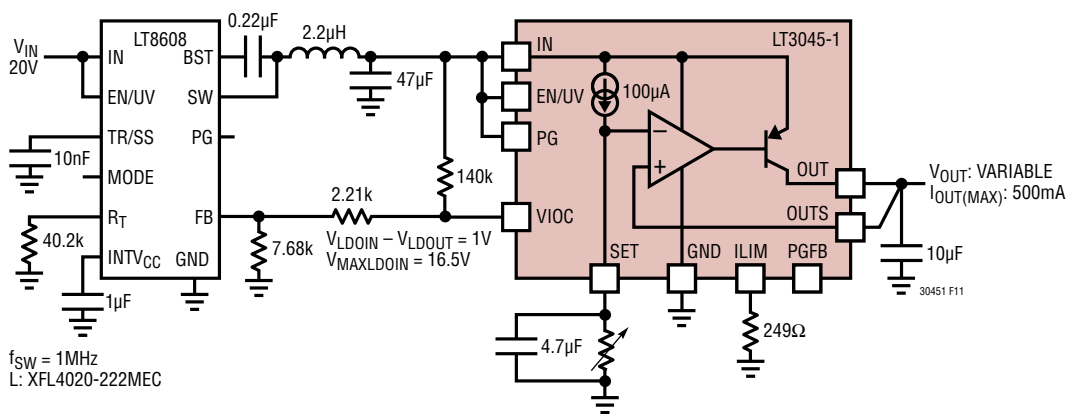 0.22µF
V_IN
20V
LT8608
IN
EN/UV
TR/SS
MODE
R_T
INTV_CC
BST
SW
PG
FB
GND
10nF
40.2k
1µF
f_SW = 1MHz
L: XFL4020-222MEC
2.2µH
47µF
140k
2.21k
7.68k
V_LDOIN – V_LDOUT = 1V
V_MAXLDOIN = 16.5V
LT3045-1
IN
EN/UV
PG
VIOC
100µA
–
+
OUT
OUTS
SET
GND
ILIM
PGFB
4.7µF
249Ω
V_OUT: VARIABLE
I_OUT(MAX): 500mA
10µF
30451 F11